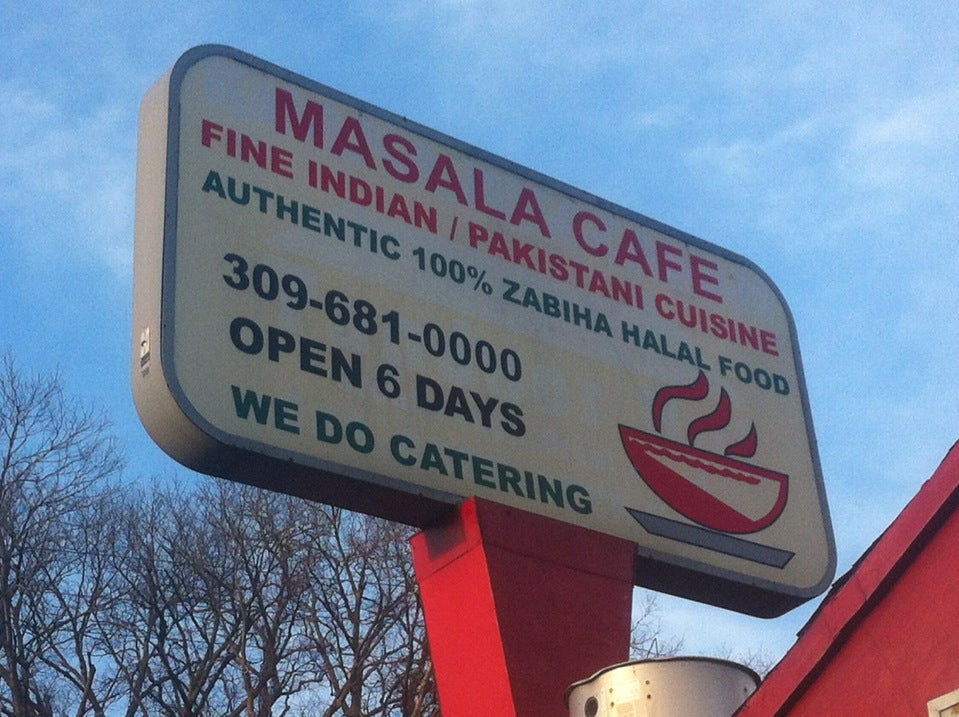 MASALA CAFE
FINE INDIAN / PAKISTANI CUISINE
AUTHENTIC 100% ZABIHA HALAL FOOD
309-681-0000
OPEN 6 DAYS
WE DO CATERING